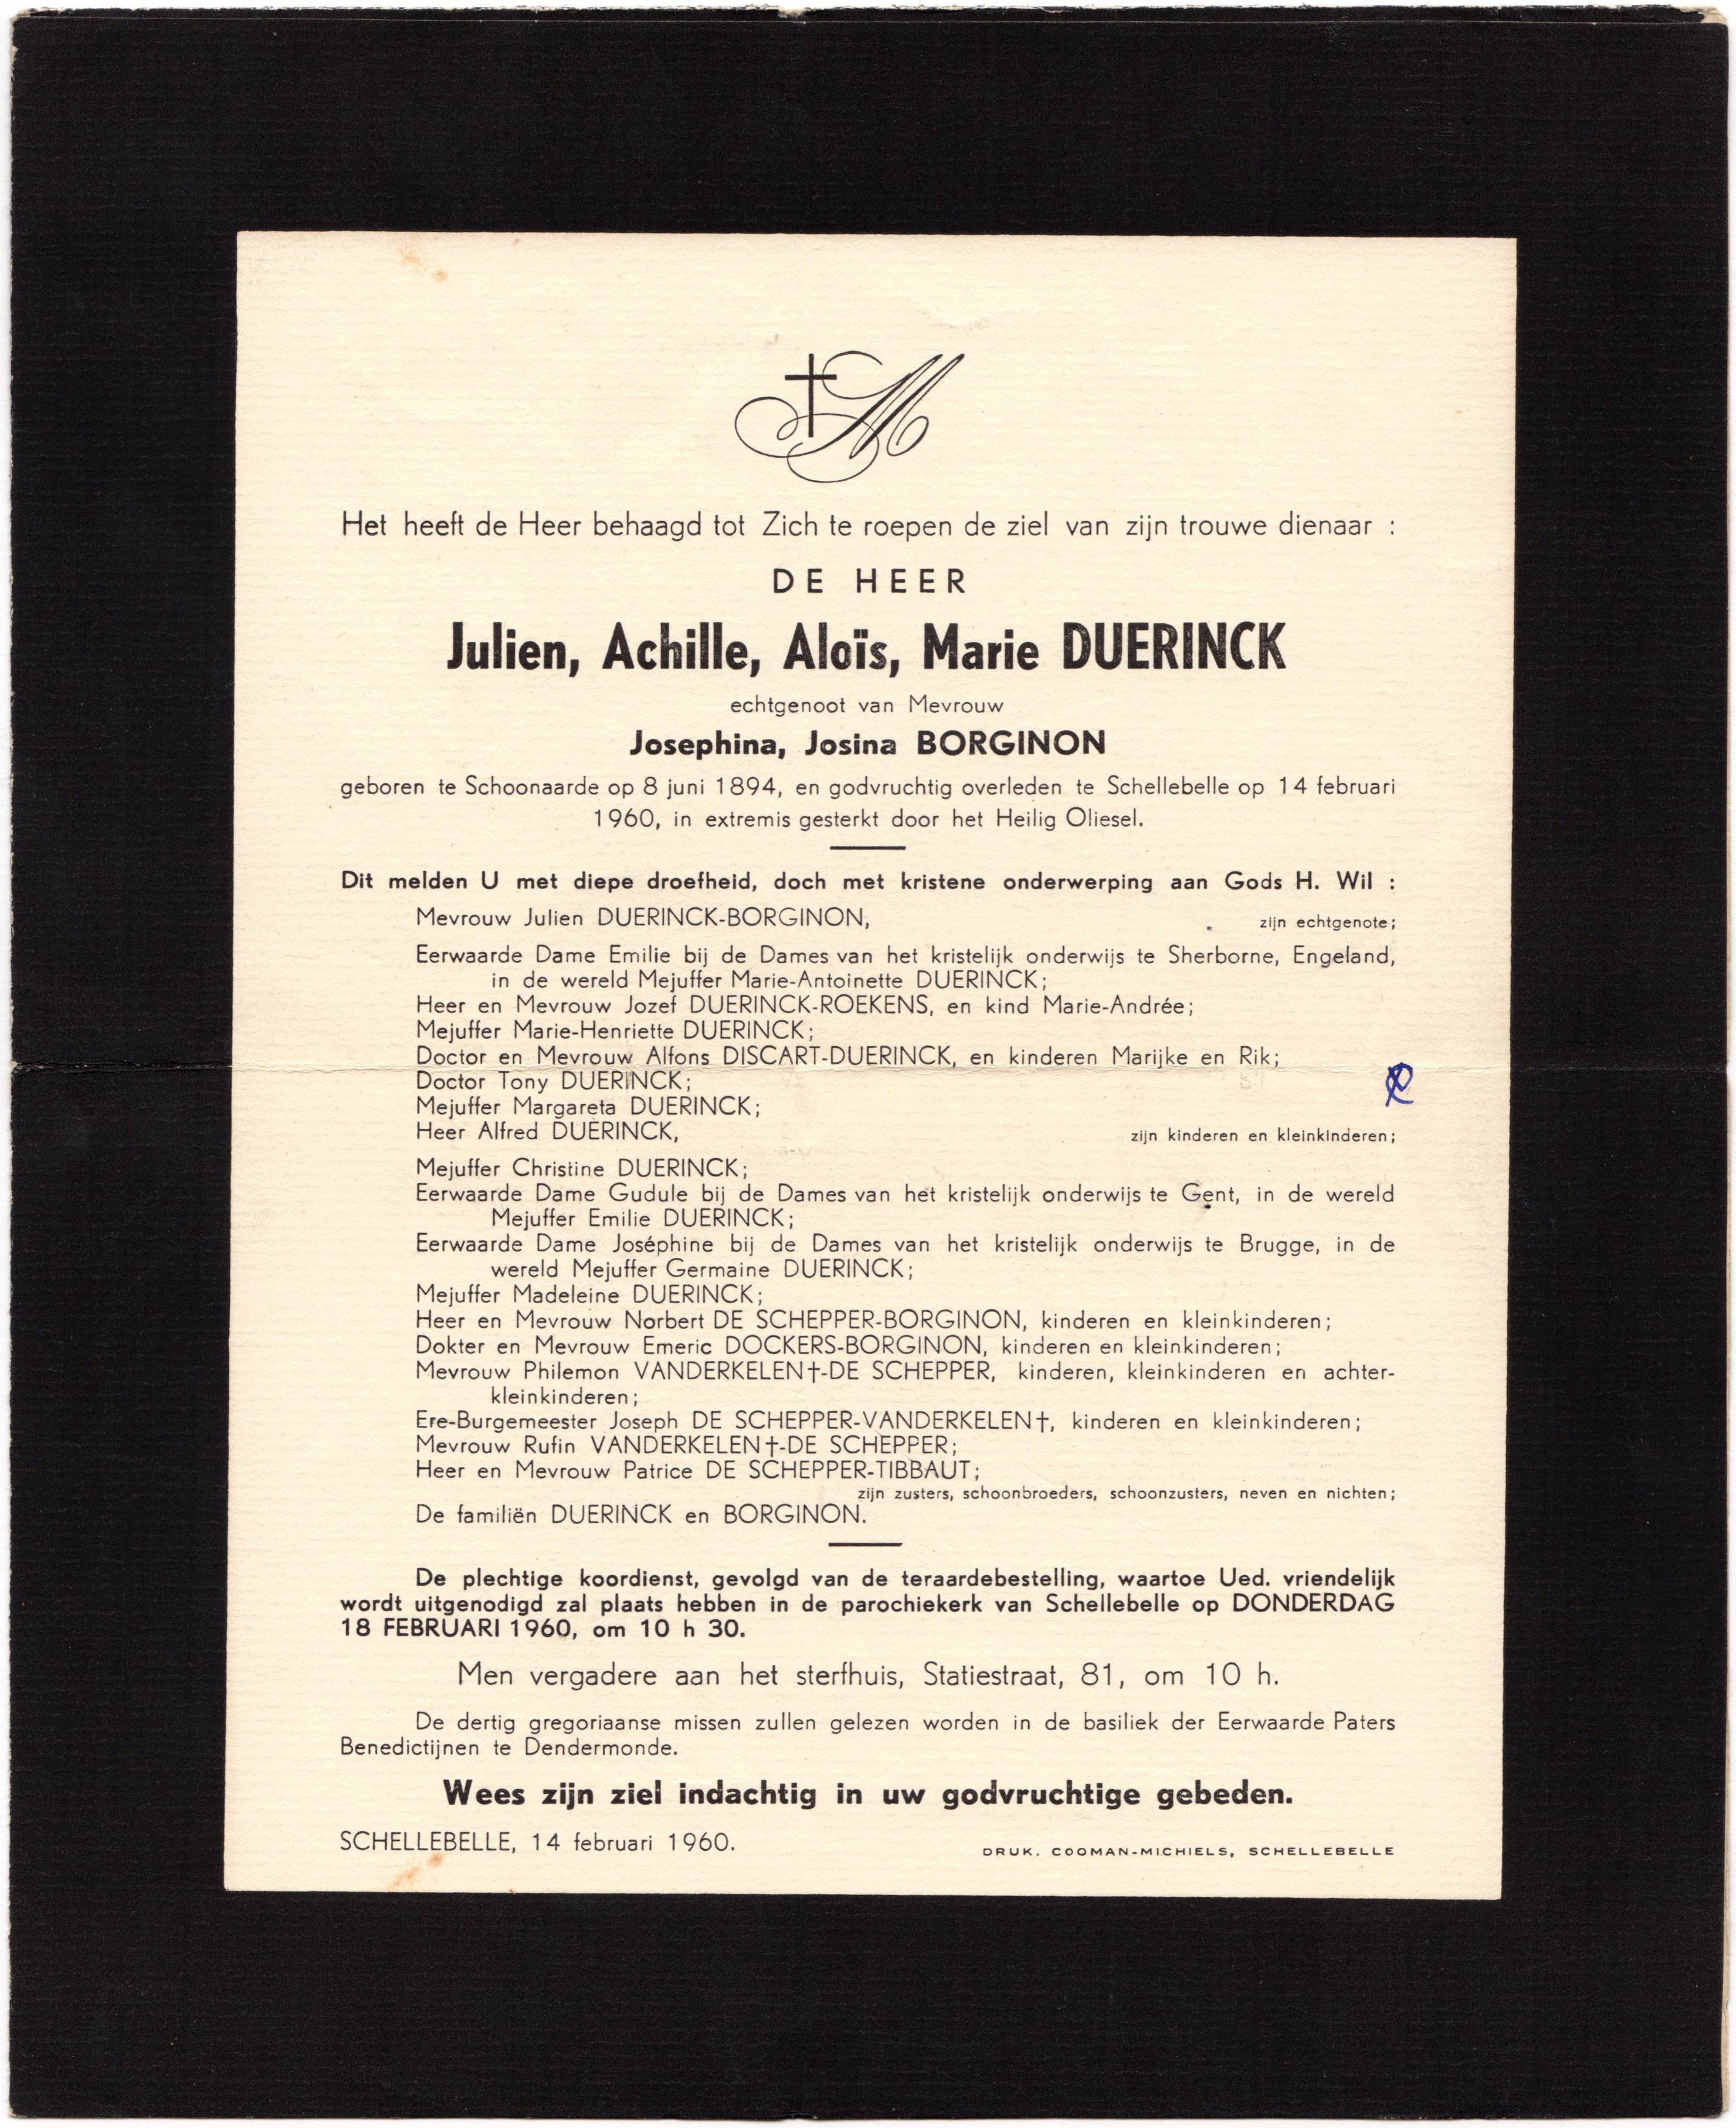 M
Het heeft de Heer behaagd tot Zich te roepen de ziel van zijn trouwe dienaar :
DE HEER
Julien, Achille, Aloïs, Marie DUERINCK
echtgenoot van Mevrouw
Josephina, Josina BORGINON
geboren te Schoonaarde op 8 juni 1894, en godvruchtig overleden te Schellebelle op 14 februari
1960, in extremis gesterkt door het Heilig Oliesel.
Dit melden U met diepe droefheid, doch met kristene onderwerping aan Gods H. Wil :
Mevrouw Julien DUERINCK-BORGINON, zijn echtgenote;
Eerwaarde Dame Emilie bij de Dames van het kristelijk onderwijs te Sherborne, Engeland,
in de wereld Mejuffer Marie-Antoinette DUERINCK;
Heer en Mevrouw Jozef DUERINCK-ROEKENS, en kind Marie-Andrée;
Mejuffer Marie-Henriette DUERINCK;
Doctor en Mevrouw Alfons DISCART-DUERINCK, en kinderen Marijke en Rik;
Doctor Tony DUERINCK;
Mejuffer Margareta DUERINCK;
Heer Alfred DUERINCK, zijn kinderen en kleinkinderen;
Mejuffer Christine DUERINCK;
Eerwaarde Dame Gudule bij de Dames van het kristelijk onderwijs te Gent, in de wereld
Mejuffer Emilie DUERINCK;
Eerwaarde Dame Joséphine bij de Dames van het kristelijk onderwijs te Brugge, in de
wereld Mejuffer Germaine DUERINCK;
Mejuffer Madeleine DUERINCK;
Heer en Mevrouw Norbert DE SCHEPPER-BORGINON, kinderen en kleinkinderen;
Dokter en Mevrouw Emeric DOCKERS-BORGINON, kinderen en kleinkinderen;
Mevrouw Philemon VANDERKELEN†-DE SCHEPPER, kinderen, kleinkinderen en achter-
kleinkinderen;
Ere-Burgemeester Joseph DE SCHEPPER-VANDERKELEN†, kinderen en kleinkinderen;
Mevrouw Rufin VANDERKELEN†-DE SCHEPPER;
Heer en Mevrouw Patrice DE SCHEPPER-TIBBAUT;
zijn zusters, schoonbroeders, schoonzusters, neven en nichten;
De familiën DUERINCK en BORGINON.
De plechtige koordienst, gevolgd van de teraardebestelling, waartoe Ued. vriendelijk
wordt uitgenodigd zal plaats hebben in de parochiekerk van Schellebelle op DONDERDAG
18 FEBRUARI 1960, om 10 h 30.
Men vergadere aan het sterfhuis, Statiestraat, 81, om 10 h.
De dertig gregoriaanse missen zullen gelezen worden in de basiliek der Eerwaarde Paters
Benedictijnen te Dendermonde.
Wees zijn ziel indachtig in uw godvruchtige gebeden.
SCHELLEBELLE, 14 februari 1960. DRUK. COOMAN-MICHIELS, SCHELLEBELLE